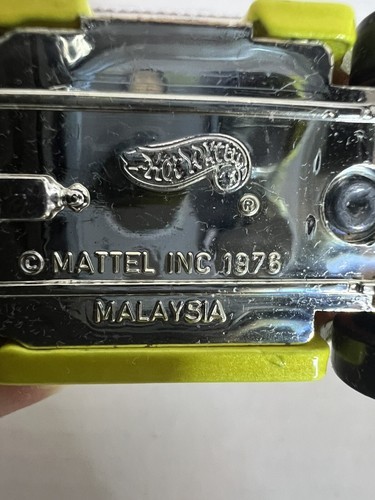 Hot Wheels
®
© MATTEL INC 1976
MALAYSIA